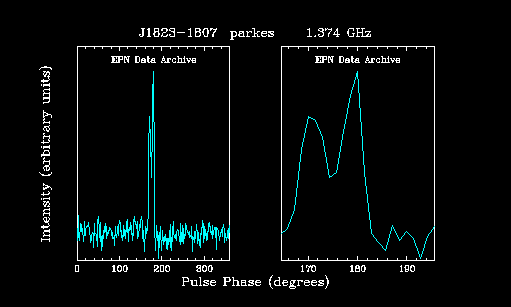 J1823-1807 parkes 1.374 GHz
EPN Data Archive
EPN Data Archive
Intensity (arbitrary units)
0 100 200 300
170 180 190
Pulse Phase (degrees)